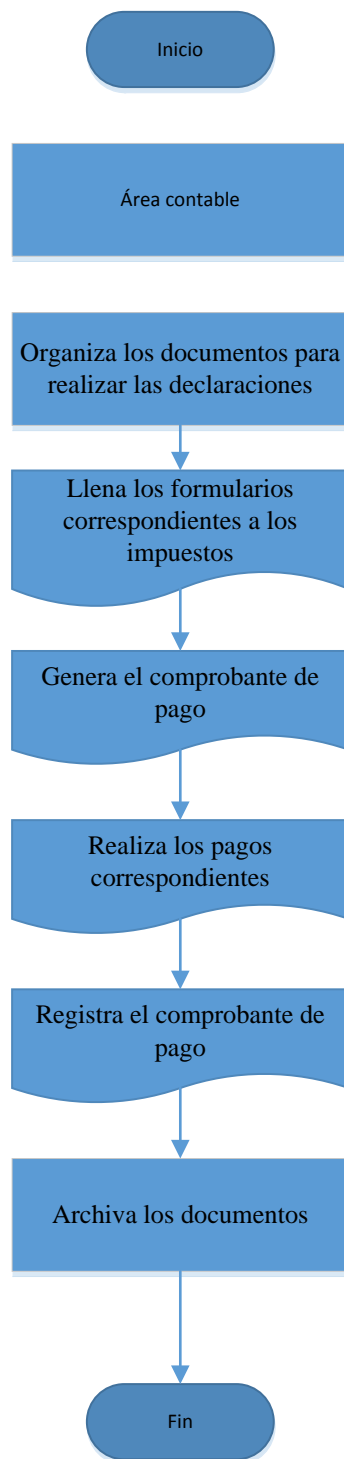 Inicio
Área contable
Organiza los documentos para
realizar las declaraciones
Llena los formularios
correspondientes a los
impuestos
Genera el comprobante de
pago
Realiza los pagos
correspondientes
Registra el comprobante de
pago
Archiva los documentos
Fin